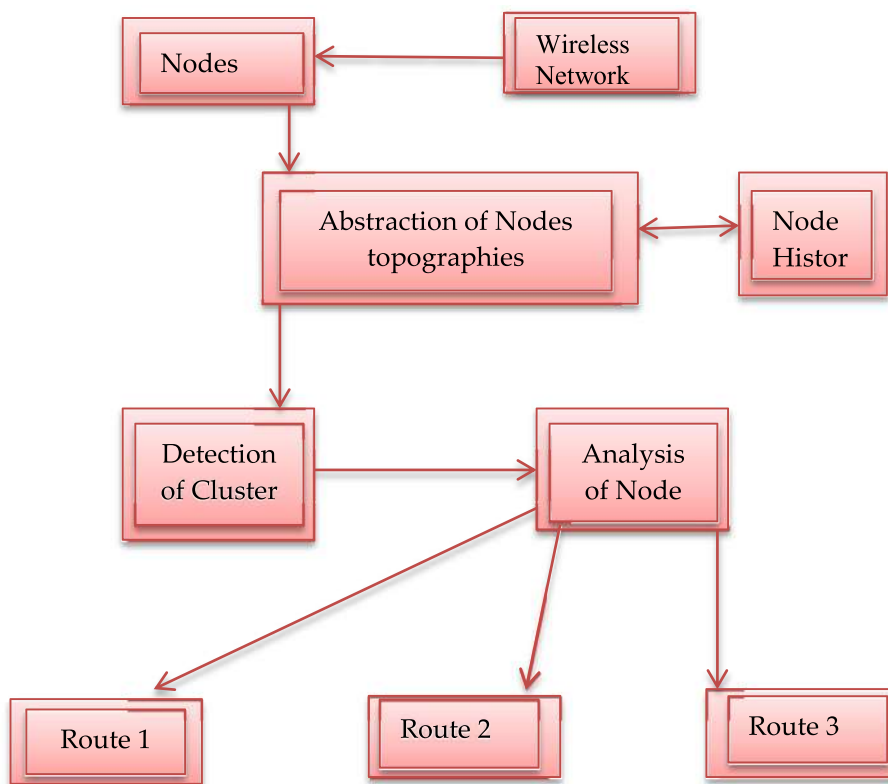 Nodes
Wireless
Network
Abstraction of Nodes
topographies
Node
Histor
Detection
of Cluster
Analysis
of Node
Route 1
Route 2
Route 3